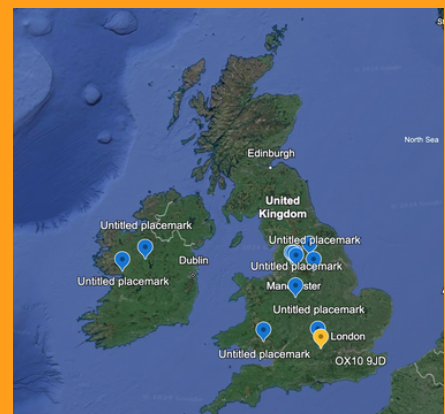 St
North Sea
Edinburgh
United
Kingdom
Untitled placemark
Untitled placemark
Dublin
Untitled placemark
Untitled placemark
Manchester
Untitled placemark
London
Untitled placemark
OX10 9JD